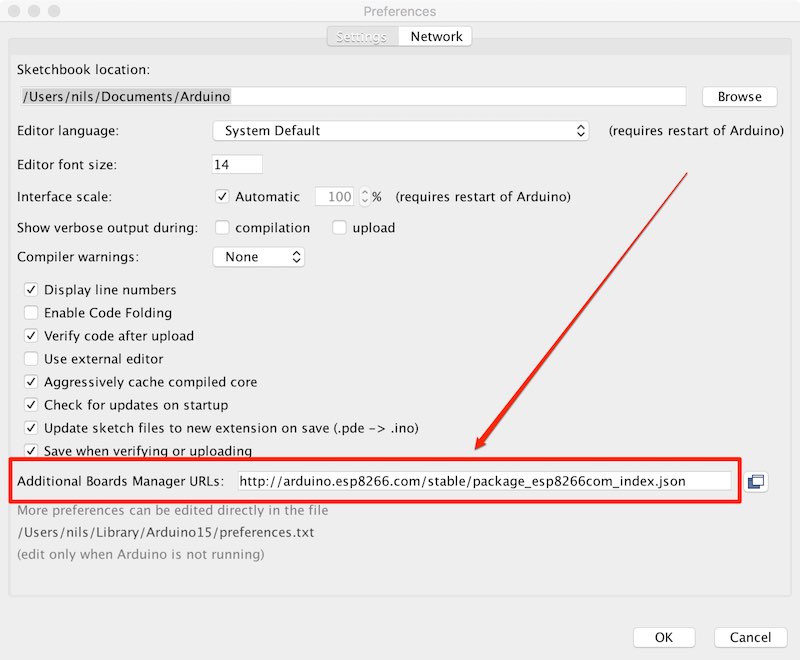 Preferences
Settings Network
Sketchbook location:
/Users/nils/Documents/Arduino Browse
Editor language: System Default (requires restart of Arduino)
Editor font size: 14
Interface scale: Automatic 100 % (requires restart of Arduino)
Show verbose output during: compilation upload
Compiler warnings: None
Display line numbers
Enable Code Folding
Verify code after upload
Use external editor
Aggressively cache compiled core
Check for updates on startup
Update sketch files to new extension on save (.pde -> .ino)
Save when verifying or uploading
Additional Boards Manager URLs: http://arduino.esp8266.com/stable/package_esp8266com_index.json
More preferences can be edited directly in the file
/Users/nils/Library/Arduino15/preferences.txt
(edit only when Arduino is not running)
OK Cancel